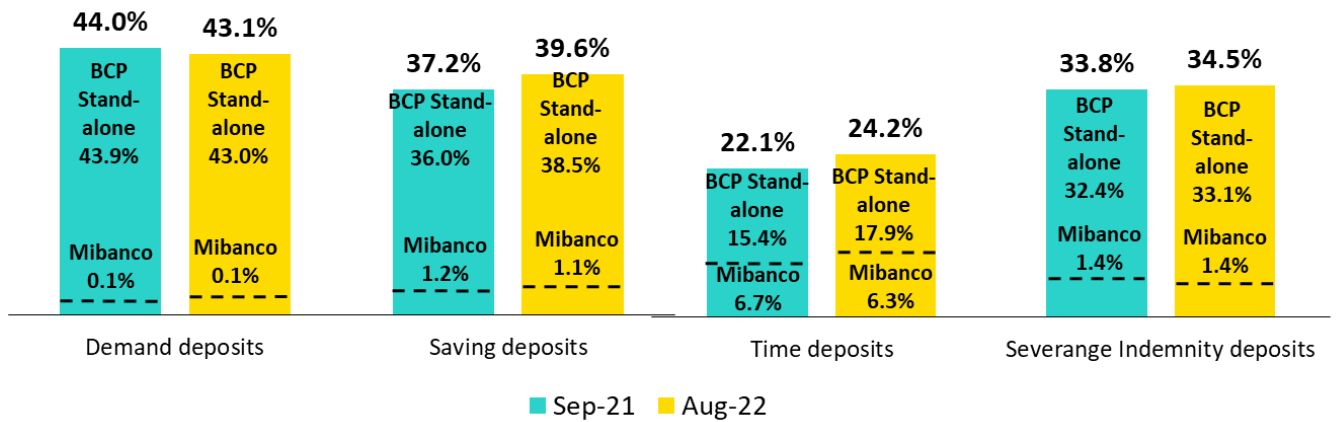 44.0%
43.1%
BCP
Stand-
alone
43.9%
BCP
Stand-
alone
43.0%
Mibanco
0.1%
Mibanco
0.1%
Demand deposits
37.2%
39.6%
BCP Stand-
alone
36.0%
BCP
Stand-
alone
38.5%
Mibanco
1.2%
Mibanco
1.1%
Saving deposits
22.1%
24.2%
BCP Stand-
alone
15.4%
BCP Stand-
alone
17.9%
Mibanco
6.7%
Mibanco
6.3%
Time deposits
33.8%
34.5%
BCP
Stand-
alone
32.4%
BCP
Stand-
alone
33.1%
Mibanco
1.4%
Mibanco
1.4%
Severange Indemnity deposits
Sep-21
Aug-22